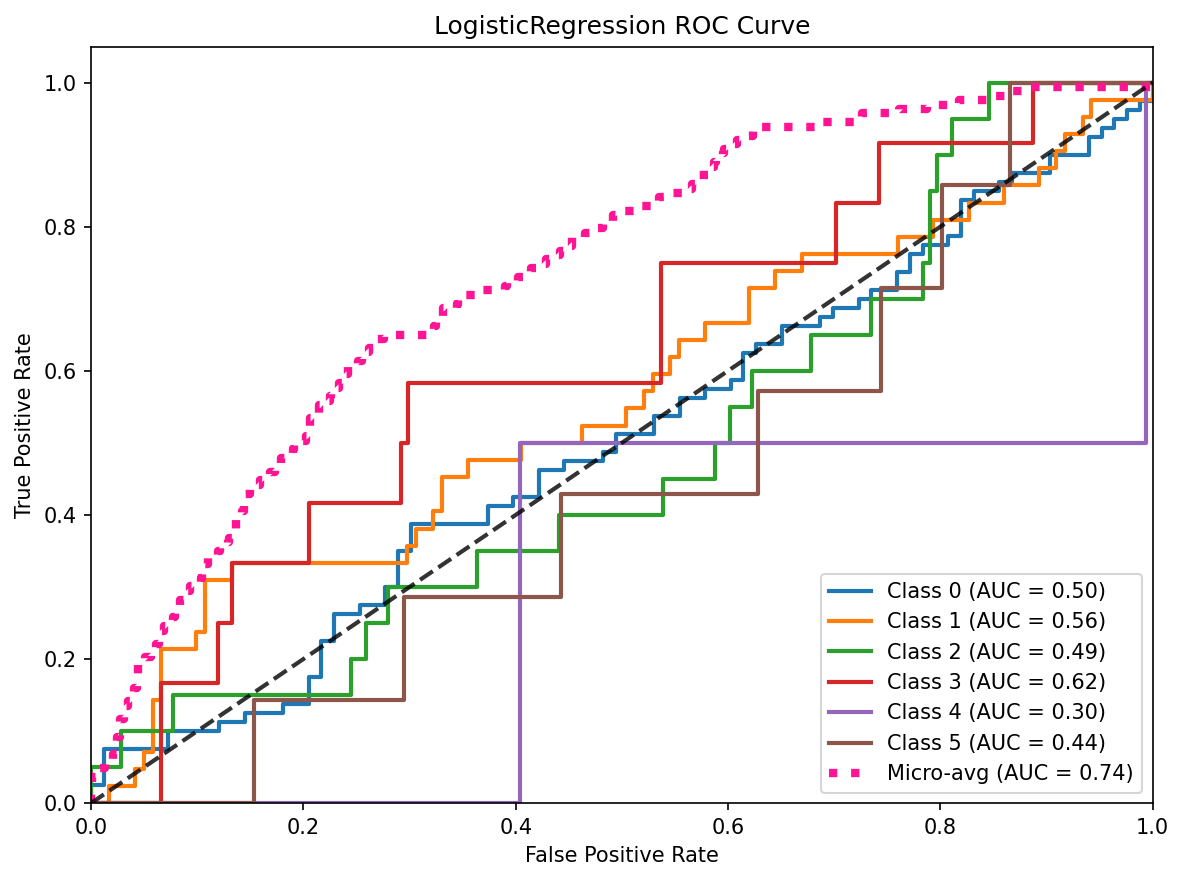 LogisticRegression ROC Curve
True Positive Rate
1.0
0.8
0.6
0.4
0.2
0.0
0.0 0.2 0.4 0.6 0.8 1.0
False Positive Rate
Class 0 (AUC = 0.50)
Class 1 (AUC = 0.56)
Class 2 (AUC = 0.49)
Class 3 (AUC = 0.62)
Class 4 (AUC = 0.30)
Class 5 (AUC = 0.44)
Micro-avg (AUC = 0.74)